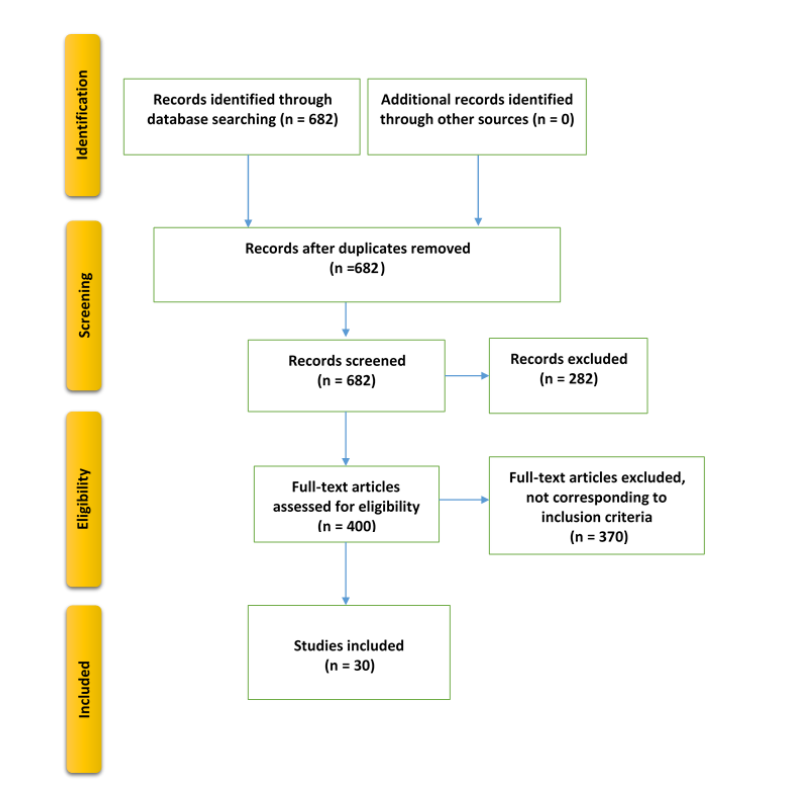 Identification
Records identified through
database searching (n = 682)
Additional records identified
through other sources (n = 0)
Screening
Records after duplicates removed
(n =682)
Records screened
(n = 682)
Records excluded
(n = 282)
Eligibility
Full-text articles
assessed for eligibility
(n = 400)
Full-text articles excluded,
not corresponding to
inclusion criteria
(n = 370)
Included
Studies included
(n = 30)